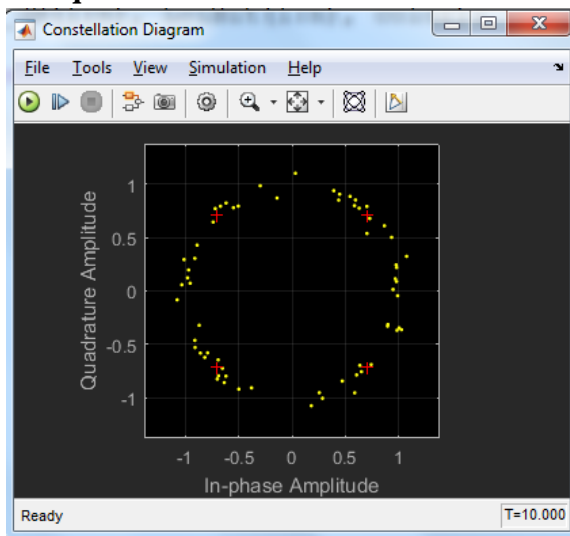 Constellation Diagram
File Tools View Simulation Help
1
0.5
0
-0.5
-1
Quadrature Amplitude
-1 -0.5 0 0.5 1
In-phase Amplitude
Ready T=10.000